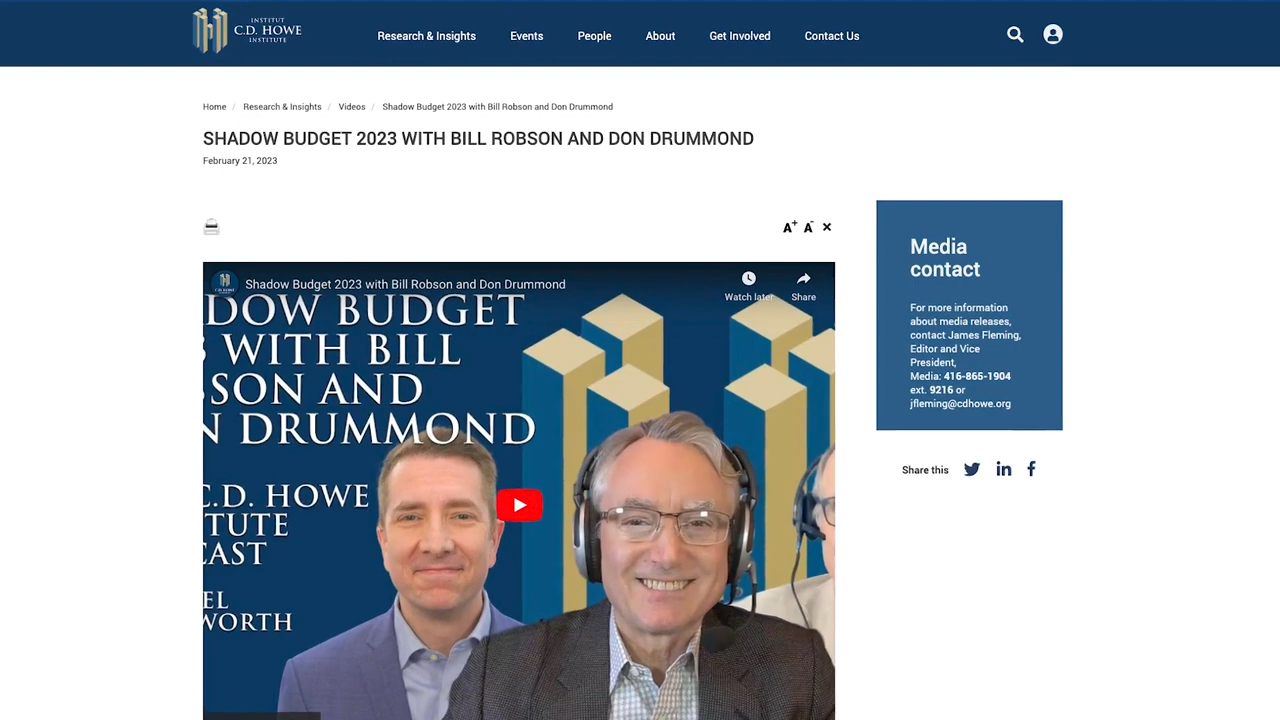 INSTITUT
C.D. HOWE
INSTITUTE
Research & Insights
Events
People
About
Get Involved
Contact Us
Home / Research & Insights / Videos / Shadow Budget 2023 with Bill Robson and Don Drummond
SHADOW BUDGET 2023 WITH BILL ROBSON AND DON DRUMMOND
February 21, 2023
A+ A- ×
Shadow Budget 2023 with Bill Robson and Don Drummond
Watch later
Share
DOW BUDGET
WITH BILL
SON AND
N DRUMMOND
C.D. HOWE
TUTE
CAST
EL
WORTH
Media
contact
For more information
about media releases,
contact James Fleming,
Editor and Vice
President,
Media: 416-865-1904
ext. 9216 or
jfleming@cdhowe.org
Share this